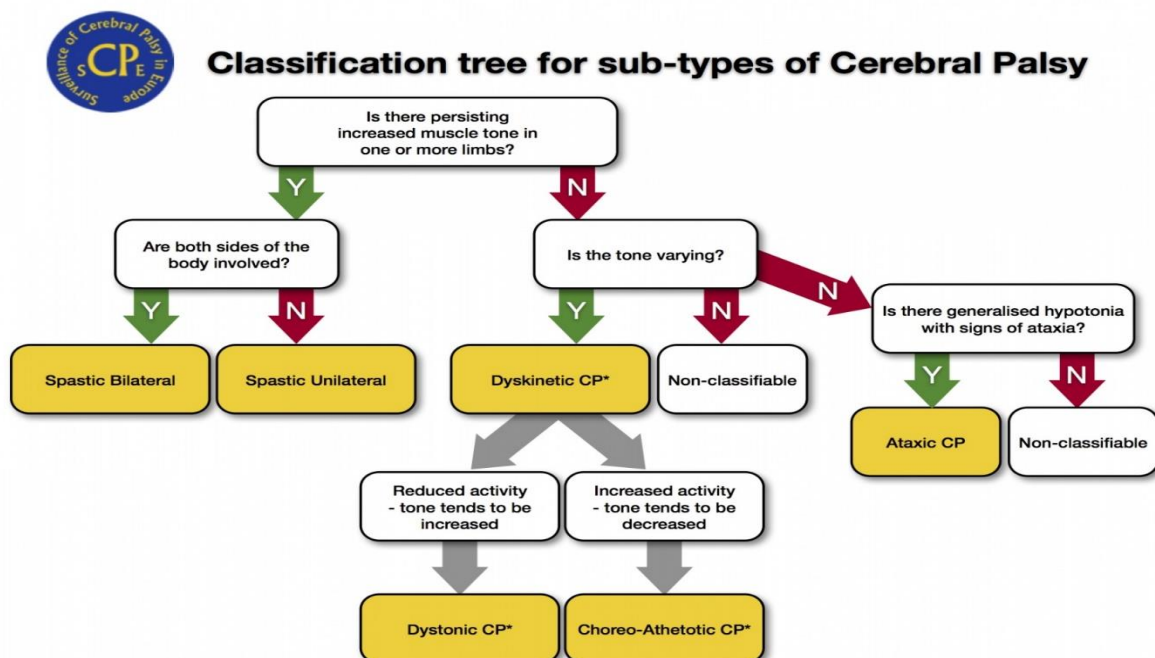 Surveillance of Cerebral Palsy in Europe
SCPE
Classification tree for sub-types of Cerebral Palsy
Is there persisting
increased muscle tone in
one or more limbs?
Y
N
Are both sides of the
body involved?
Is the tone varying?
N
Is there generalised hypotonia
with signs of ataxia?
Y
N
Y
N
Spastic Bilateral
Spastic Unilateral
Dyskinetic CP*
Non-classifiable
Y
N
Ataxic CP
Non-classifiable
Reduced activity
- tone tends to be
increased
Increased activity
- tone tends to be
decreased
Dystonic CP*
Choreo-Athetotic CP*